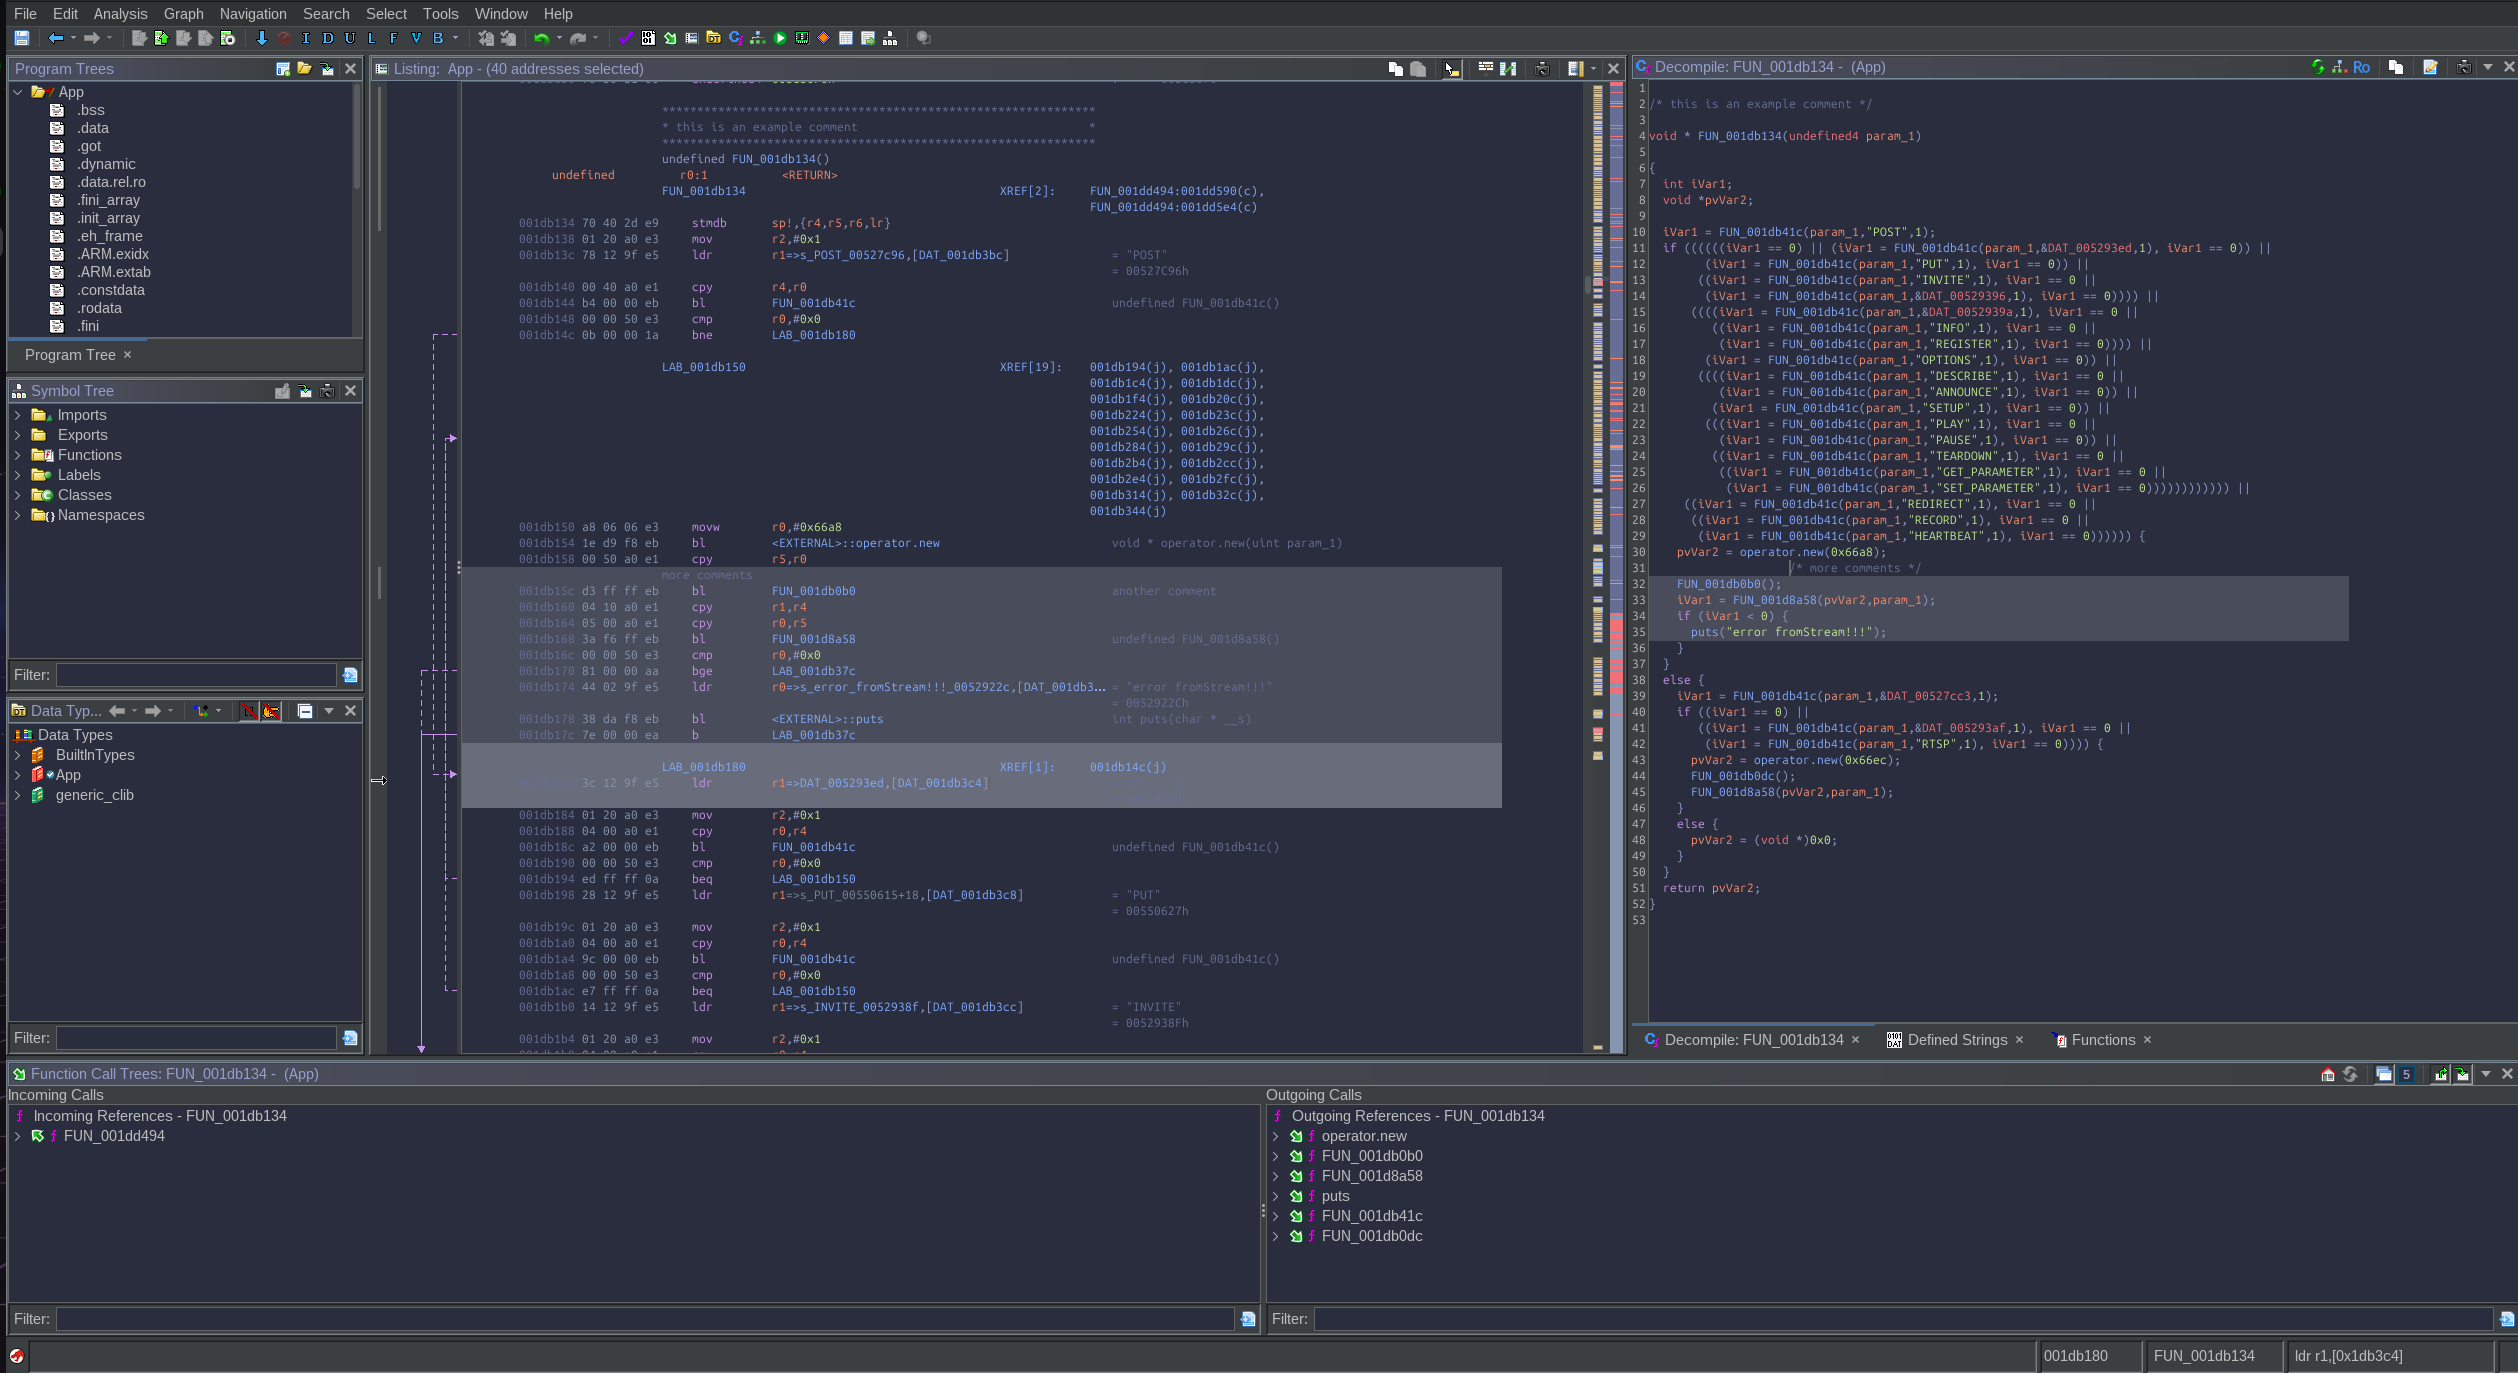 File Edit Analysis Graph Navigation Search Select Tools Window Help
I D U L F V B
Program Trees
App
.bss
.data
.got
.dynamic
.data.rel.ro
.fini_array
.init_array
.eh_frame
.ARM.exidx
.ARM.extab
.constdata
.rodata
.fini
Program Tree ×
Symbol Tree
Imports
Exports
Functions
Labels
Classes
Namespaces
Filter:
Data Typ...
Data Types
BuiltInTypes
App
generic_clib
Filter:
Listing: App - (40 addresses selected)
**************************************************************
* this is an example comment *
**************************************************************
undefined FUN_001db134()
undefined r0:1 <RETURN>
FUN_001db134 XREF[2]: FUN_001dd494:001dd590(c),
FUN_001dd494:001dd5e4(c)
001db134 70 40 2d e9 stmdb sp!,{r4,r5,r6,lr}
001db138 01 20 a0 e3 mov r2,#0x1
001db13c 78 12 9f e5 ldr r1=>s_POST_00527c96,[DAT_001db3bc] = "POST"
= 00527C96h
001db140 00 40 a0 e1 cpy r4,r0
001db144 b4 00 00 eb bl FUN_001db41c undefined FUN_001db41c()
001db148 00 00 50 e3 cmp r0,#0x0
001db14c 0b 00 00 1a bne LAB_001db180
LAB_001db150 XREF[19]: 001db194(j), 001db1ac(j),
001db1c4(j), 001db1dc(j),
001db1f4(j), 001db20c(j),
001db224(j), 001db23c(j),
001db254(j), 001db26c(j),
001db284(j), 001db29c(j),
001db2b4(j), 001db2cc(j),
001db2e4(j), 001db2fc(j),
001db314(j), 001db32c(j),
001db344(j)
001db150 a8 06 06 e3 movw r0,#0x66a8
001db154 1e d9 f8 eb bl <EXTERNAL>::operator.new void * operator.new(uint param_1)
001db158 00 50 a0 e1 cpy r5,r0
more comments
001db15c d3 ff ff eb bl FUN_001db0b0 another comment
001db160 04 10 a0 e1 cpy r1,r4
001db164 05 00 a0 e1 cpy r0,r5
001db168 3a f6 ff eb bl FUN_001d8a58 undefined FUN_001d8a58()
001db16c 00 00 50 e3 cmp r0,#0x0
001db170 81 00 00 aa bge LAB_001db37c
001db174 44 02 9f e5 ldr r0=>s_error_fromStream!!!_0052922c,[DAT_001db3... = "error fromStream!!!"
= 0052922Ch
001db178 38 da f8 eb bl <EXTERNAL>::puts int puts(char * __s)
001db17c 7e 00 00 ea b LAB_001db37c
LAB_001db180 XREF[1]: 001db14c(j)
3c 12 9f e5 ldr r1=>DAT_005293ed,[DAT_001db3c4]
001db184 01 20 a0 e3 mov r2,#0x1
001db188 04 00 a0 e1 cpy r0,r4
001db18c a2 00 00 eb bl FUN_001db41c undefined FUN_001db41c()
001db190 00 00 50 e3 cmp r0,#0x0
001db194 ed ff ff 0a beq LAB_001db150
001db198 28 12 9f e5 ldr r1=>s_PUT_00550615+18,[DAT_001db3c8] = "PUT"
= 00550627h
001db19c 01 20 a0 e3 mov r2,#0x1
001db1a0 04 00 a0 e1 cpy r0,r4
001db1a4 9c 00 00 eb bl FUN_001db41c undefined FUN_001db41c()
001db1a8 00 00 50 e3 cmp r0,#0x0
001db1ac e7 ff ff 0a beq LAB_001db150
001db1b0 14 12 9f e5 ldr r1=>s_INVITE_0052938f,[DAT_001db3cc] = "INVITE"
= 0052938Fh
001db1b4 01 20 a0 e3 mov r2,#0x1
Decompile: FUN_001db134 - (App)
Ro
1
2 /* this is an example comment */
3
4 void * FUN_001db134(undefined4 param_1)
5
6 {
7 int iVar1;
8 void *pvVar2;
9
10 iVar1 = FUN_001db41c(param_1,"POST",1);
11 if ((((((iVar1 == 0) || (iVar1 = FUN_001db41c(param_1,&DAT_005293ed,1), iVar1 == 0)) ||
12 (iVar1 = FUN_001db41c(param_1,"PUT",1), iVar1 == 0)) ||
13 ((iVar1 = FUN_001db41c(param_1,"INVITE",1), iVar1 == 0 ||
14 (iVar1 = FUN_001db41c(param_1,&DAT_00529396,1), iVar1 == 0)))) ||
15 ((((iVar1 = FUN_001db41c(param_1,&DAT_0052939a,1), iVar1 == 0 ||
16 ((iVar1 = FUN_001db41c(param_1,"INFO",1), iVar1 == 0 ||
17 (iVar1 = FUN_001db41c(param_1,"REGISTER",1), iVar1 == 0)))) ||
18 (iVar1 = FUN_001db41c(param_1,"OPTIONS",1), iVar1 == 0)) ||
19 ((((iVar1 = FUN_001db41c(param_1,"DESCRIBE",1), iVar1 == 0 ||
20 (iVar1 = FUN_001db41c(param_1,"ANNOUNCE",1), iVar1 == 0)) ||
21 (iVar1 = FUN_001db41c(param_1,"SETUP",1), iVar1 == 0)) ||
22 (((iVar1 = FUN_001db41c(param_1,"PLAY",1), iVar1 == 0 ||
23 (iVar1 = FUN_001db41c(param_1,"PAUSE",1), iVar1 == 0)) ||
24 ((iVar1 = FUN_001db41c(param_1,"TEARDOWN",1), iVar1 == 0 ||
25 ((iVar1 = FUN_001db41c(param_1,"GET_PARAMETER",1), iVar1 == 0 ||
26 (iVar1 = FUN_001db41c(param_1,"SET_PARAMETER",1), iVar1 == 0)))))))))))) ||
27 ((iVar1 = FUN_001db41c(param_1,"REDIRECT",1), iVar1 == 0 ||
28 ((iVar1 = FUN_001db41c(param_1,"RECORD",1), iVar1 == 0 ||
29 (iVar1 = FUN_001db41c(param_1,"HEARTBEAT",1), iVar1 == 0)))))) {
30 pvVar2 = operator.new(0x66a8);
31 /* more comments */
32 FUN_001db0b0();
33 iVar1 = FUN_001d8a58(pvVar2,param_1);
34 if (iVar1 < 0) {
35 puts("error fromStream!!!");
36 }
37 }
38 else {
39 iVar1 = FUN_001db41c(param_1,&DAT_00527cc3,1);
40 if ((iVar1 == 0) ||
41 ((iVar1 = FUN_001db41c(param_1,&DAT_005293af,1), iVar1 == 0 ||
42 (iVar1 = FUN_001db41c(param_1,"RTSP",1), iVar1 == 0)))) {
43 pvVar2 = operator.new(0x66ec);
44 FUN_001db0dc();
45 FUN_001d8a58(pvVar2,param_1);
46 }
47 else {
48 pvVar2 = (void *)0x0;
49 }
50 }
51 return pvVar2;
52 }
53
Decompile: FUN_001db134 × Defined Strings × Functions ×
Function Call Trees: FUN_001db134 - (App)
5
Incoming Calls
Incoming References - FUN_001db134
FUN_001dd494
Filter:
Outgoing Calls
Outgoing References - FUN_001db134
operator.new
FUN_001db0b0
FUN_001d8a58
puts
FUN_001db41c
FUN_001db0dc
Filter:
001db180 FUN_001db134 ldr r1,[0x1db3c4]